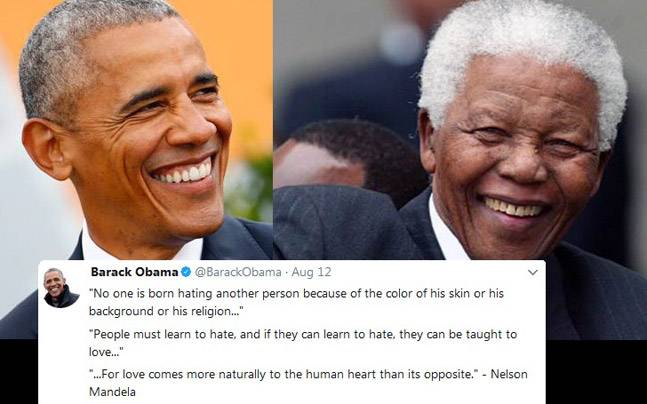 Barack Obama @BarackObama · Aug 12
"No one is born hating another person because of the color of his skin or his
background or his religion..."
"People must learn to hate, and if they can learn to hate, they can be taught to
love..."
"...For love comes more naturally to the human heart than its opposite." - Nelson
Mandela